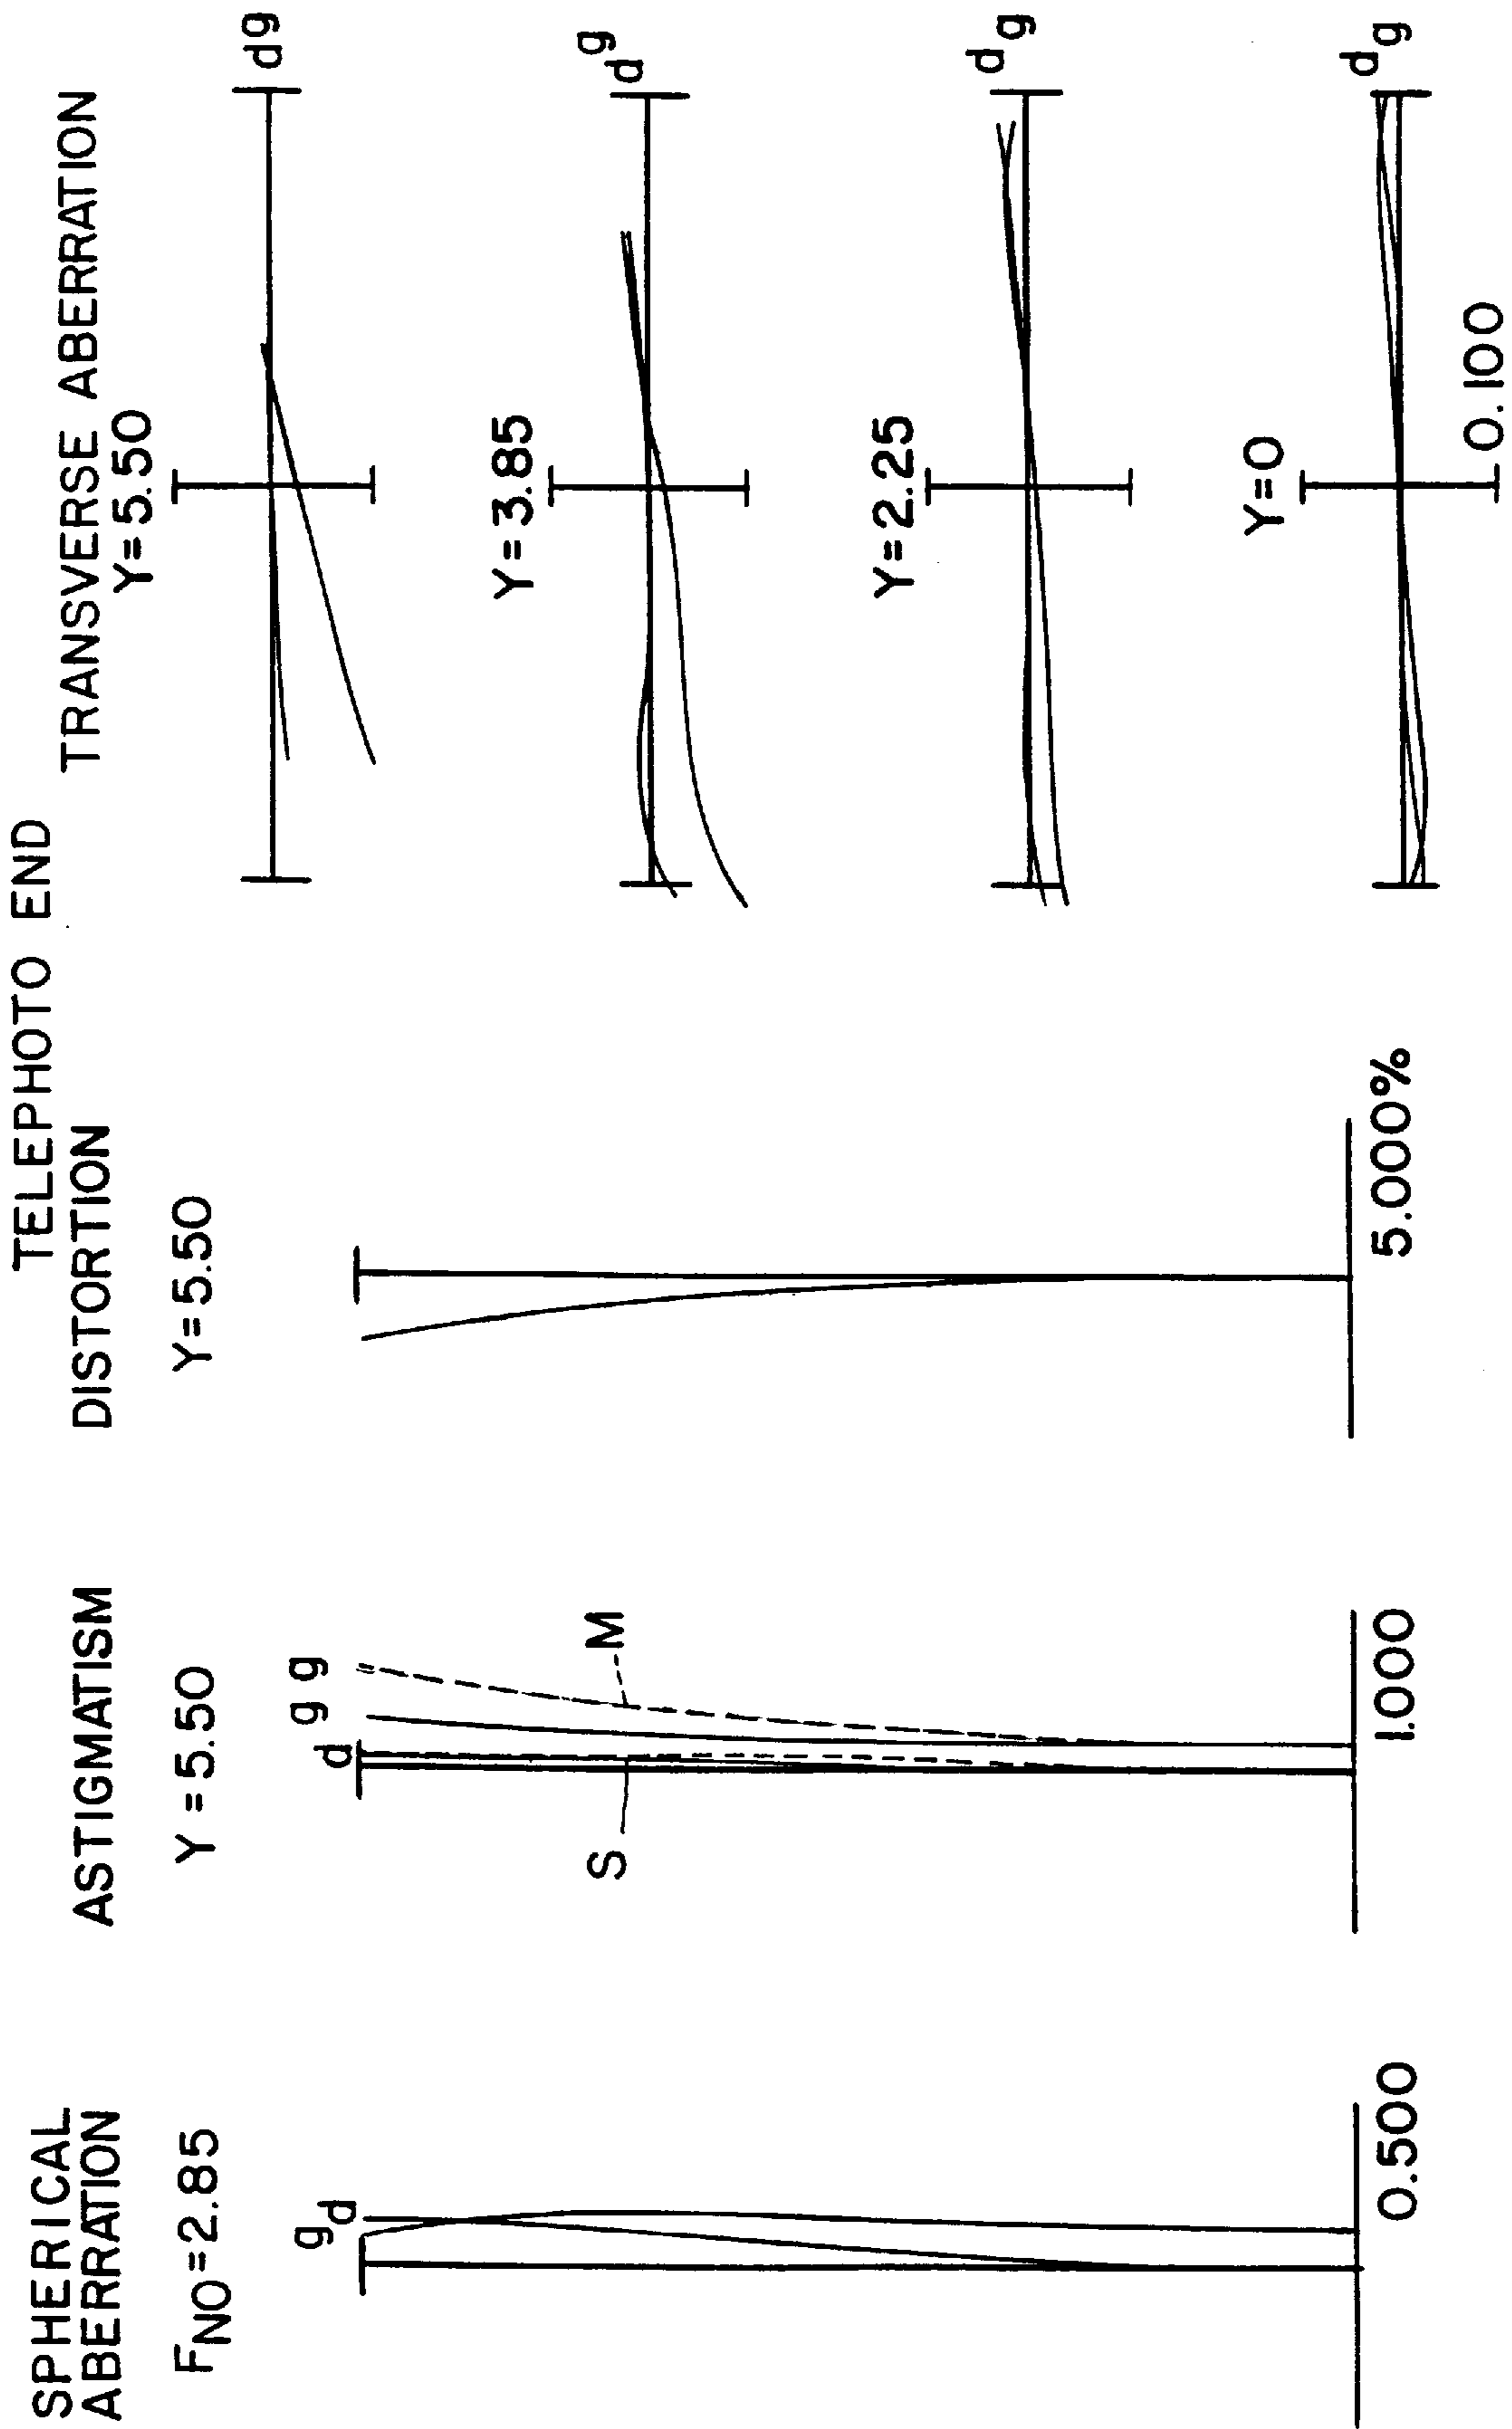 TELEPHOTO END
SPHERICAL
ABERRATION
FNO=2.85
g
d
0.500
ASTIGMATISM
Y=5.50
d
g
g
S
M
1.000
DISTORTION
Y=5.50
5.000%
TRANSVERSE ABERRATION
Y=5.50
d
g
Y=3.85
g
d
Y=2.25
d
g
Y=0
d
g
0.100